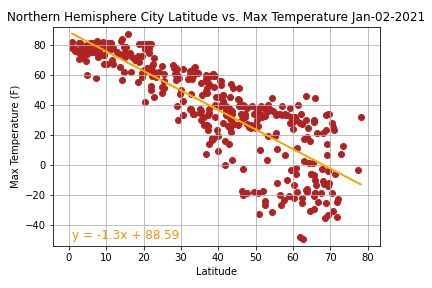 Northern Hemisphere City Latitude vs. Max Temperature Jan-02-2021
Max Temperature (F)
80
60
40
20
0
−20
−40
y = -1.3x + 88.59
0 10 20 30 40 50 60 70 80
Latitude